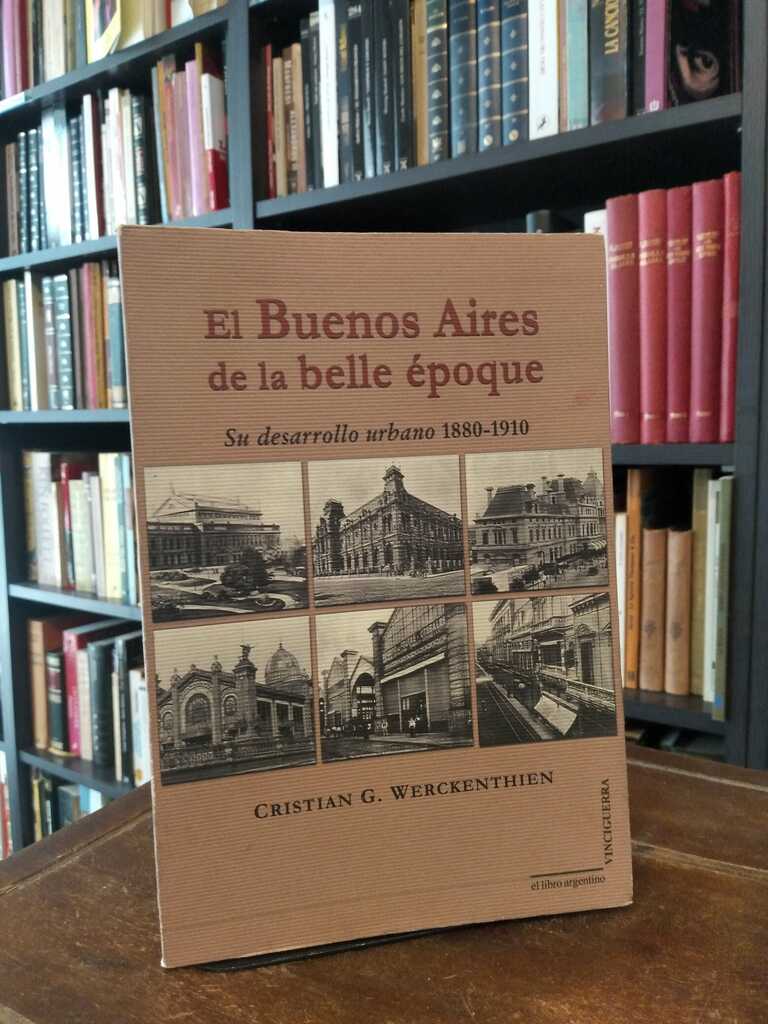 El Buenos Aires
de la belle époque
Su desarrollo urbano 1880-1910
CRISTIAN G. WERCKENTHIEN
VINCIGUERRA
el libro argentino